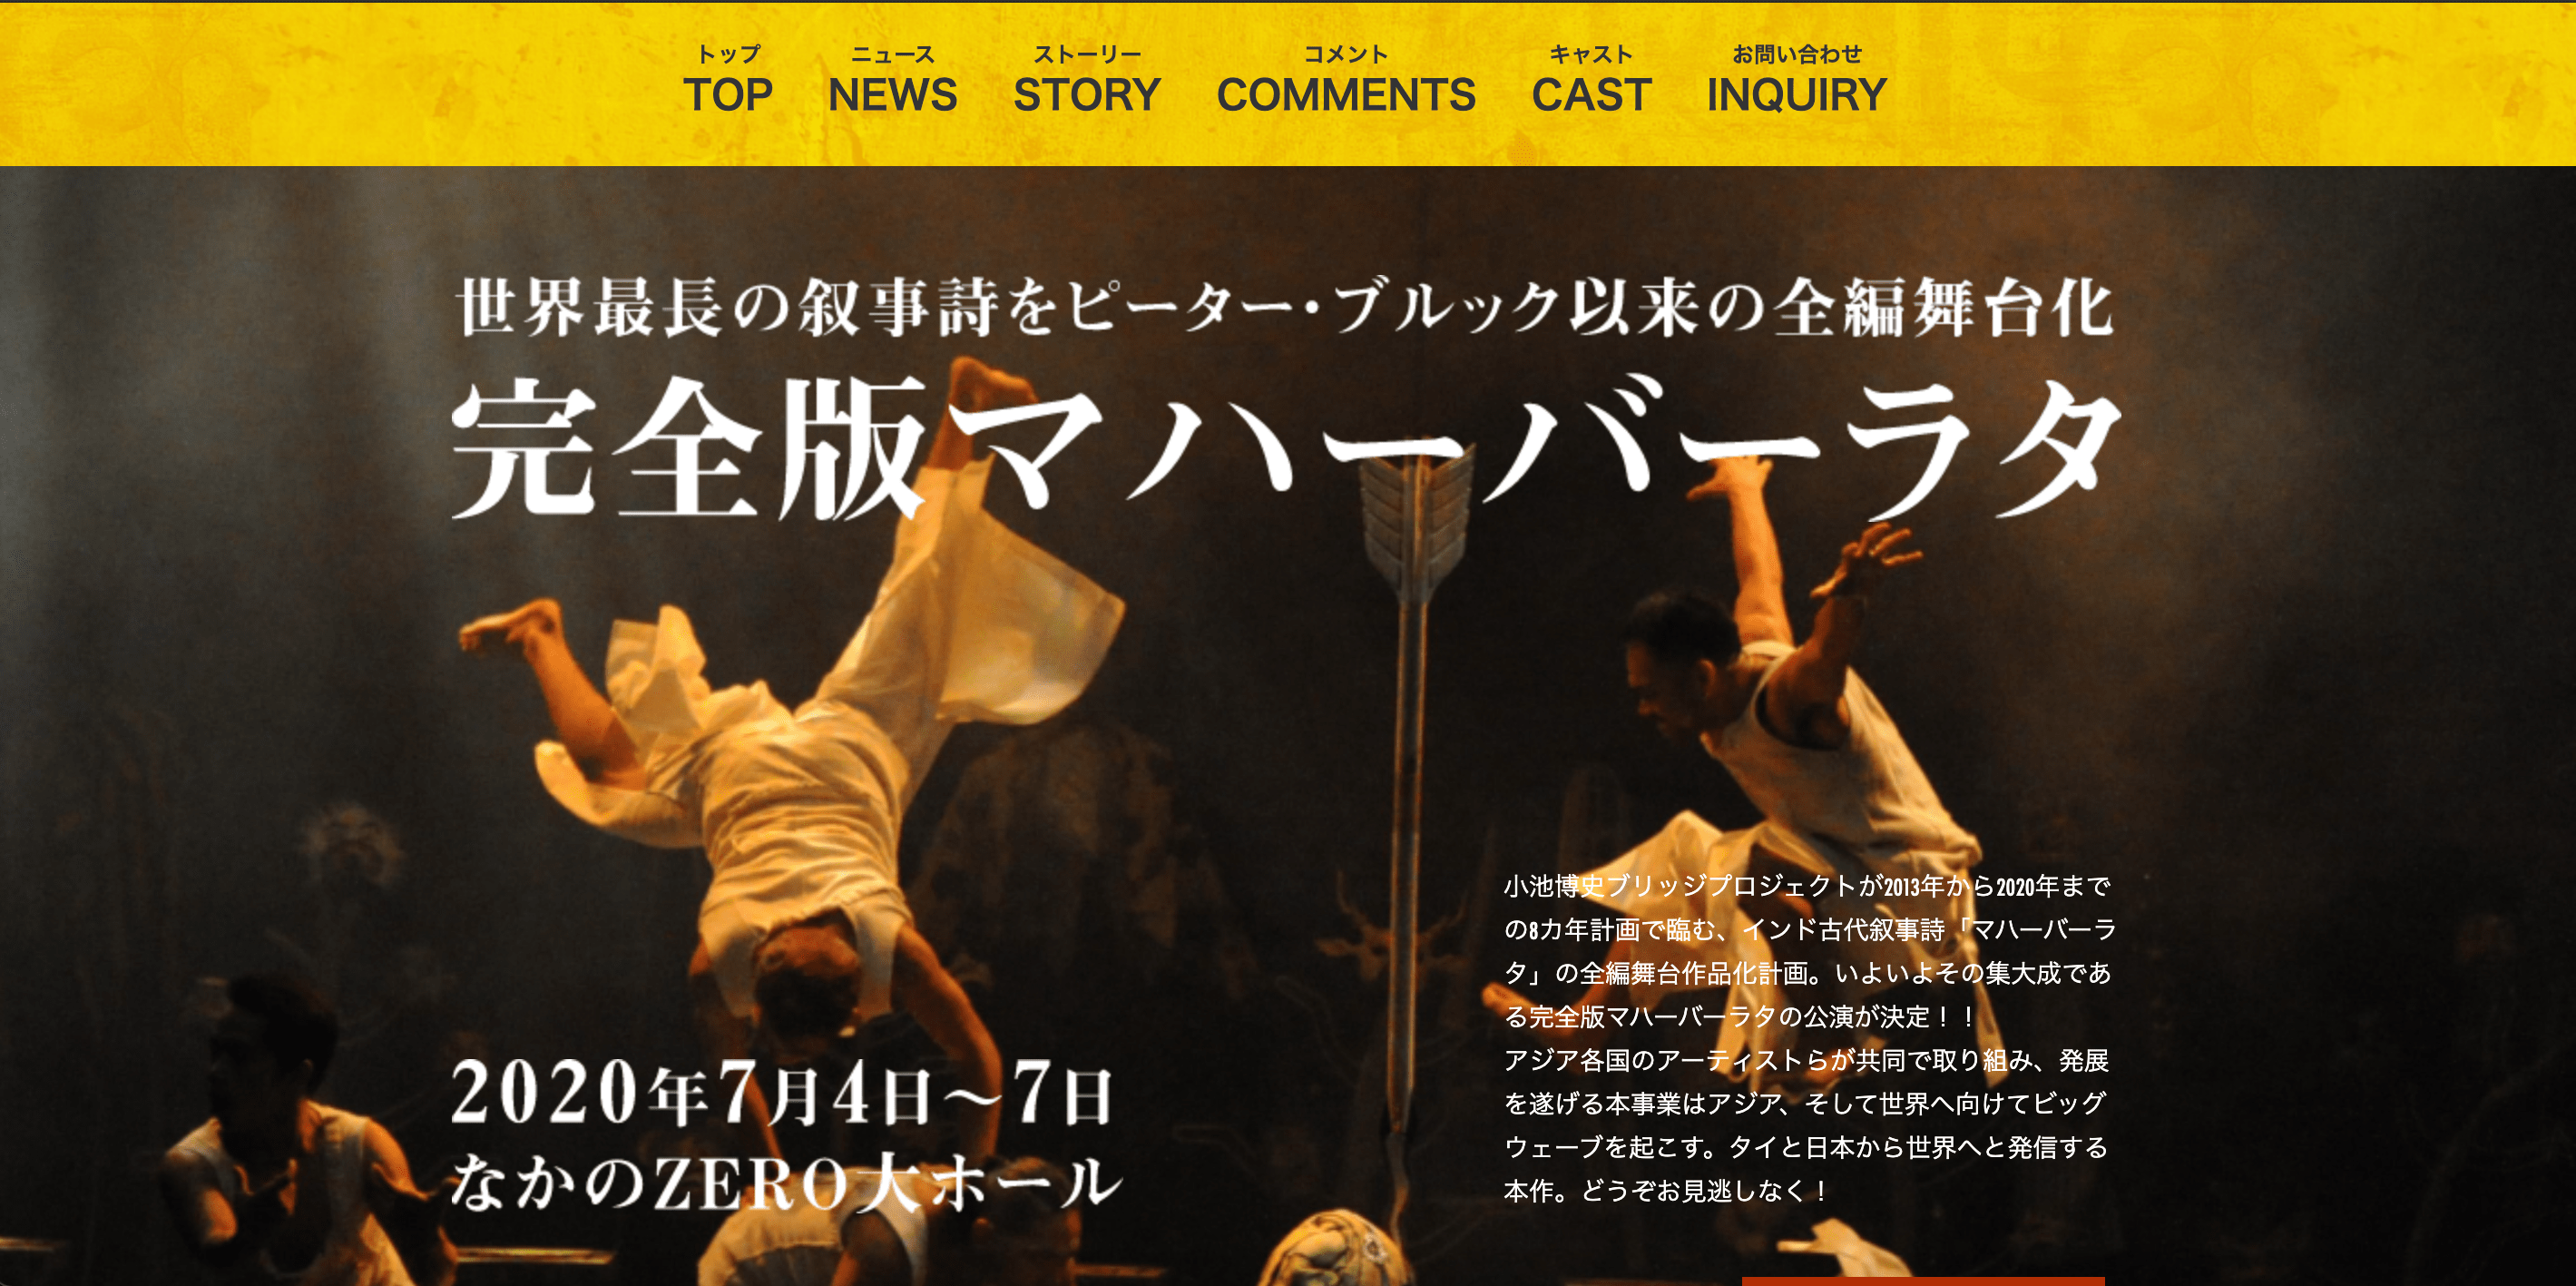 トップ
TOP
ニュース
NEWS
ストーリー
STORY
コメント
COMMENTS
キャスト
CAST
お問い合わせ
INQUIRY
世界最長の叙事詩をピーター・ブルック以来の全編舞台化
完全版マハーバーラタ
小池博史ブリッジプロジェクトが2013年から2020年まで
の8カ年計画で臨む、インド古代叙事詩「マハーバーラ
タ」の全編舞台作品化計画。いよいよその集大成であ
る完全版マハーバーラタの公演が決定！！
アジア各国のアーティストらが共同で取り組み、発展
を遂げる本事業はアジア、そして世界へ向けてビッグ
ウェーブを起こす。タイと日本から世界へと発信する
本作。どうぞお見逃しなく！
2020年7月4日～7日
なかのZERO大ホール